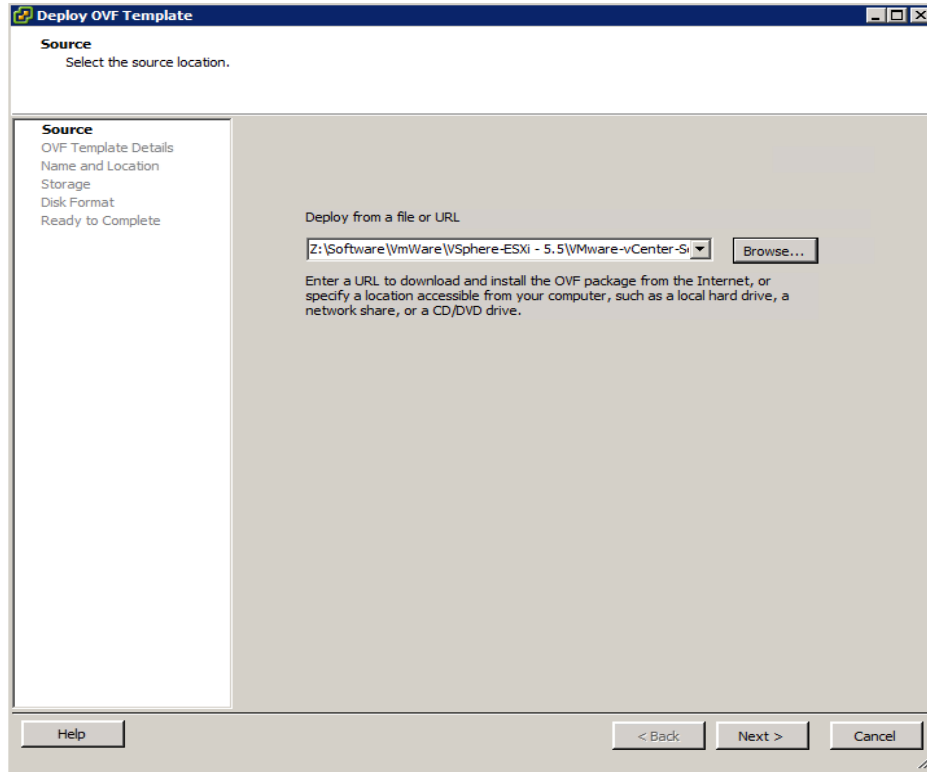 Deploy OVF Template
Source
Select the source location.
Source
OVF Template Details
Name and Location
Storage
Disk Format
Ready to Complete
Deploy from a file or URL
Z:\Software\VmWare\VSphere-ESXi - 5.5\VMware-vCenter-S
Browse...
Enter a URL to download and install the OVF package from the Internet, or
specify a location accessible from your computer, such as a local hard drive, a
network share, or a CD/DVD drive.
Help
< Back
Next >
Cancel